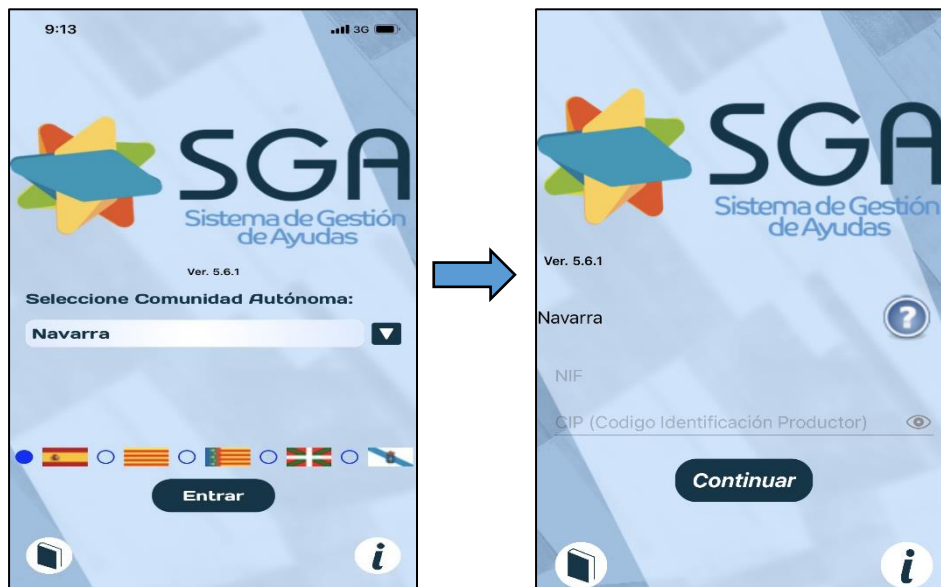 9:13
3G
SGA
Sistema de Gestión
de Ayudas
Ver. 5.6.1
Seleccione Comunidad Autónoma:
Navarra
Entrar
i
SGA
Sistema de Gestión
de Ayudas
Ver. 5.6.1
Navarra
?
NIF
CIP (Codigo Identificación Productor)
Continuar
i